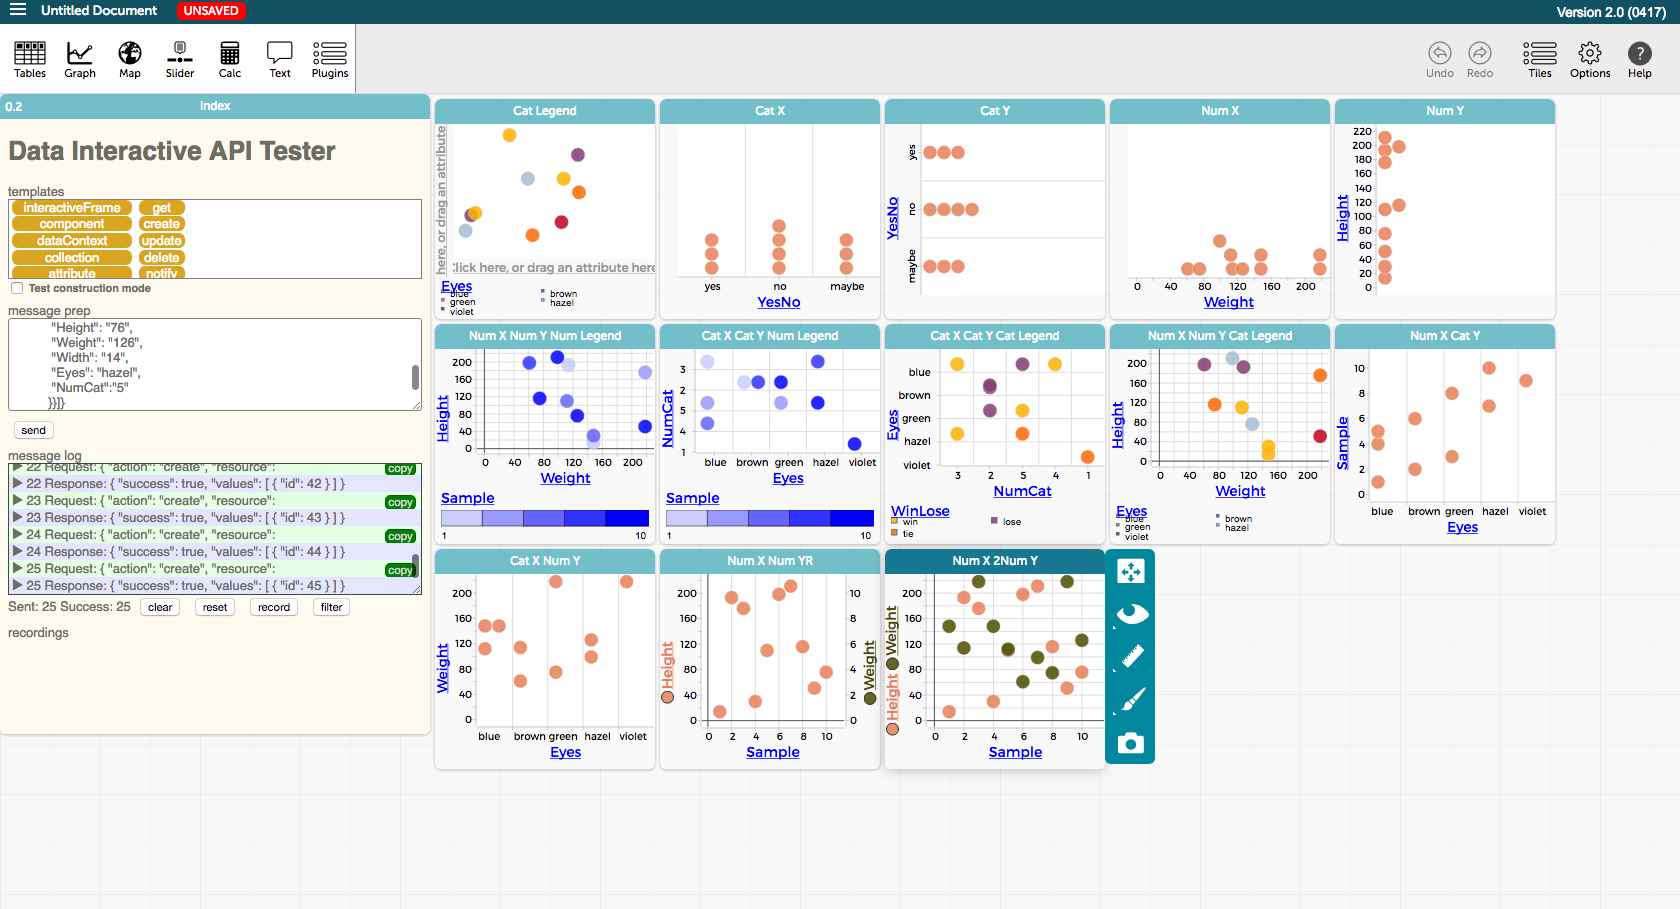 Untitled Document
UNSAVED
Version 2.0 (0417)
Tables
Graph
Map
Slider
Calc
Text
Plugins
Undo
Redo
Tiles
Options
Help
0.2
Index
Data Interactive API Tester
templates
interactiveFrame get
component create
dataContext update
collection delete
attribute notify
Test construction mode
message prep
"Height": "76",
"Weight": "126",
"Width": "14",
"Eyes": "hazel",
"NumCat":"5"
}}]}
send
message log
22 Request: { "action": "create", "resource": copy
22 Response: { "success": true, "values": [ { "id": 42 } ] }
23 Request: { "action": "create", "resource": copy
23 Response: { "success": true, "values": [ { "id": 43 } ] }
24 Request: { "action": "create", "resource": copy
24 Response: { "success": true, "values": [ { "id": 44 } ] }
25 Request: { "action": "create", "resource": copy
25 Response: { "success": true, "values": [ { "id": 45 } ] }
Sent: 25 Success: 25 clear reset record filter
recordings
Cat Legend
here, or drag an attribute
Click here, or drag an attribute here
Eyes
blue brown
green hazel
violet
Cat X
yes no maybe
YesNo
Cat Y
yes
no
maybe
YesNo
Num X
0 40 80 120 160 200
Weight
Num Y
220
200
180
160
140
120
100
80
60
40
20
0
Height
Num X Num Y Num Legend
200
160
120
80
40
0
Height
0 40 80 120 160 200
Weight
Sample
1 10
Cat X Cat Y Num Legend
3
2
5
4
1
NumCat
blue brown green hazel violet
Eyes
Sample
1 10
Cat X Cat Y Cat Legend
blue
brown
green
hazel
violet
Eyes
3 2 5 4 1
NumCat
WinLose
win lose
tie
Num X Num Y Cat Legend
200
160
120
80
40
0
Height
0 40 80 120 160 200
Weight
Eyes
blue brown
green hazel
violet
Num X Cat Y
10
8
6
4
2
0
Sample
blue brown green hazel violet
Eyes
Cat X Num Y
200
160
120
80
40
0
Weight
blue brown green hazel violet
Eyes
Num X Num YR
200
160
120
80
40
0
Height
10
8
6
4
2
0
Weight
0 2 4 6 8 10
Sample
Num X 2Num Y
200
160
120
80
40
0
Height Weight
0 2 4 6 8 10
Sample